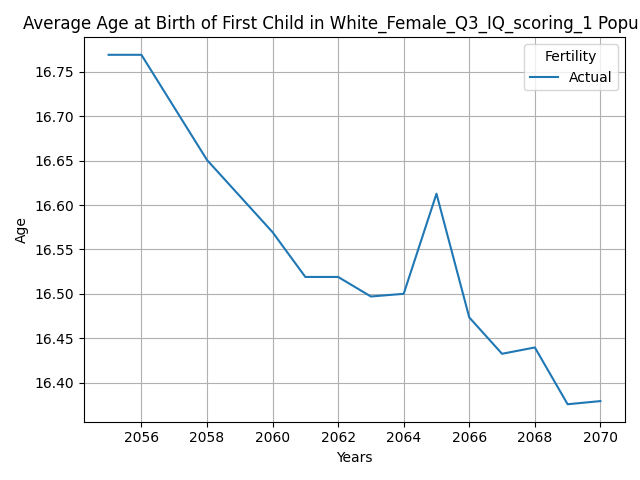 Average Age at Birth of First Child in White_Female_Q3_IQ_scoring_1 Popu
Fertility
Actual
16.75
16.70
16.65
16.60
16.55
16.50
16.45
16.40
Age
2056 2058 2060 2062 2064 2066 2068 2070
Years